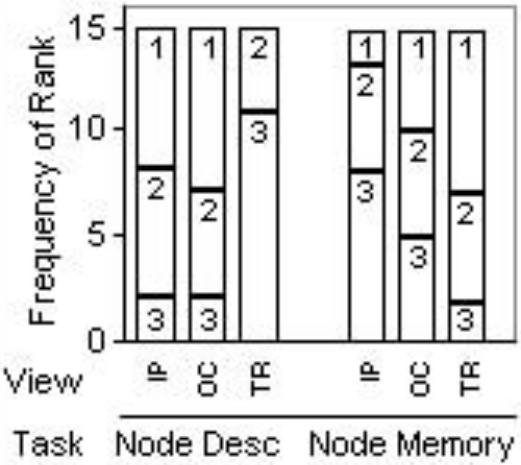 Frequency of Rank
15
10
5
0
1 1 2 1 1 1
2 2 3 2 2 2
3 3 3 3 3
View IP OC TR IP OC TR
Task Node Desc Node Memory